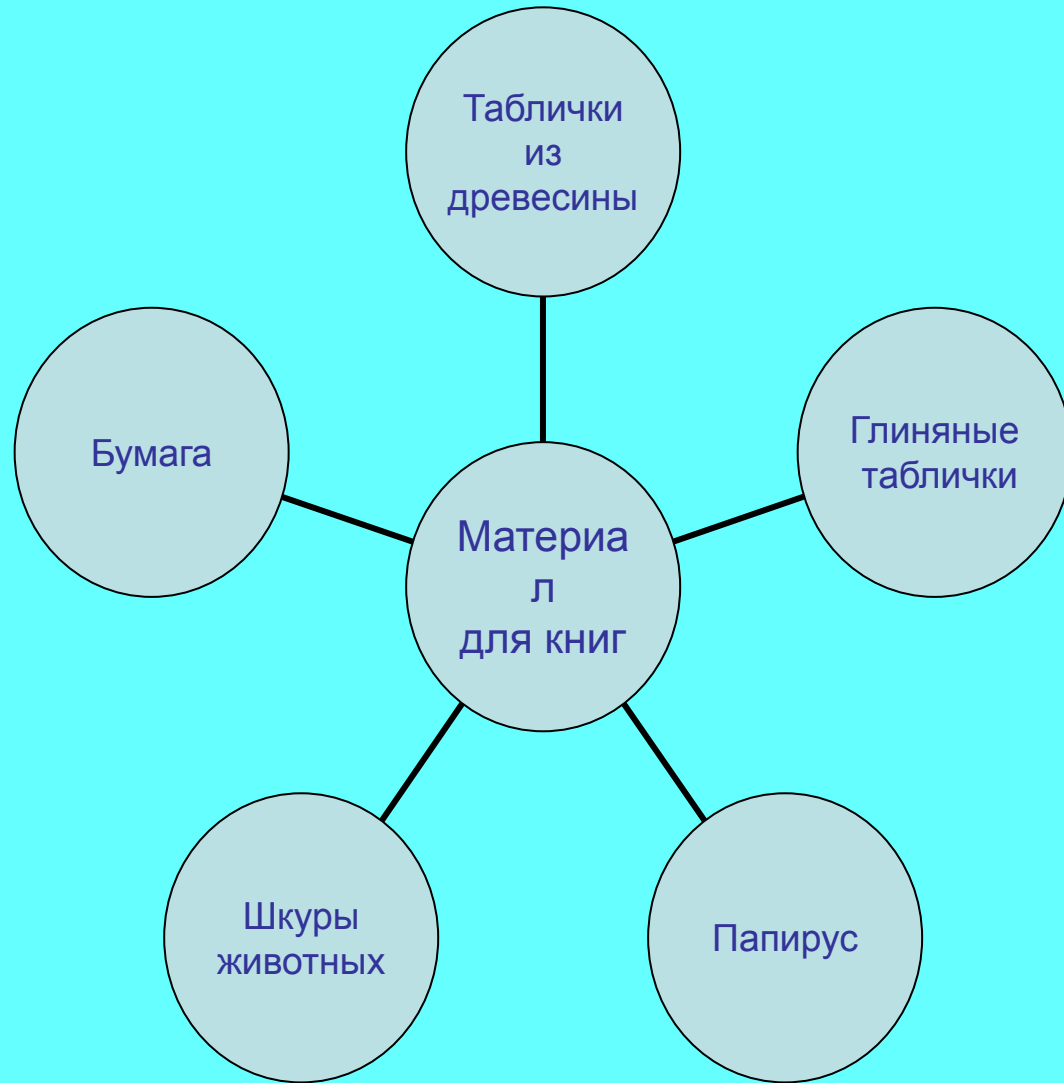 Таблички
из
древесины
Бумага
Глиняные
таблички
Материа
л
для книг
Шкуры
животных
Папирус